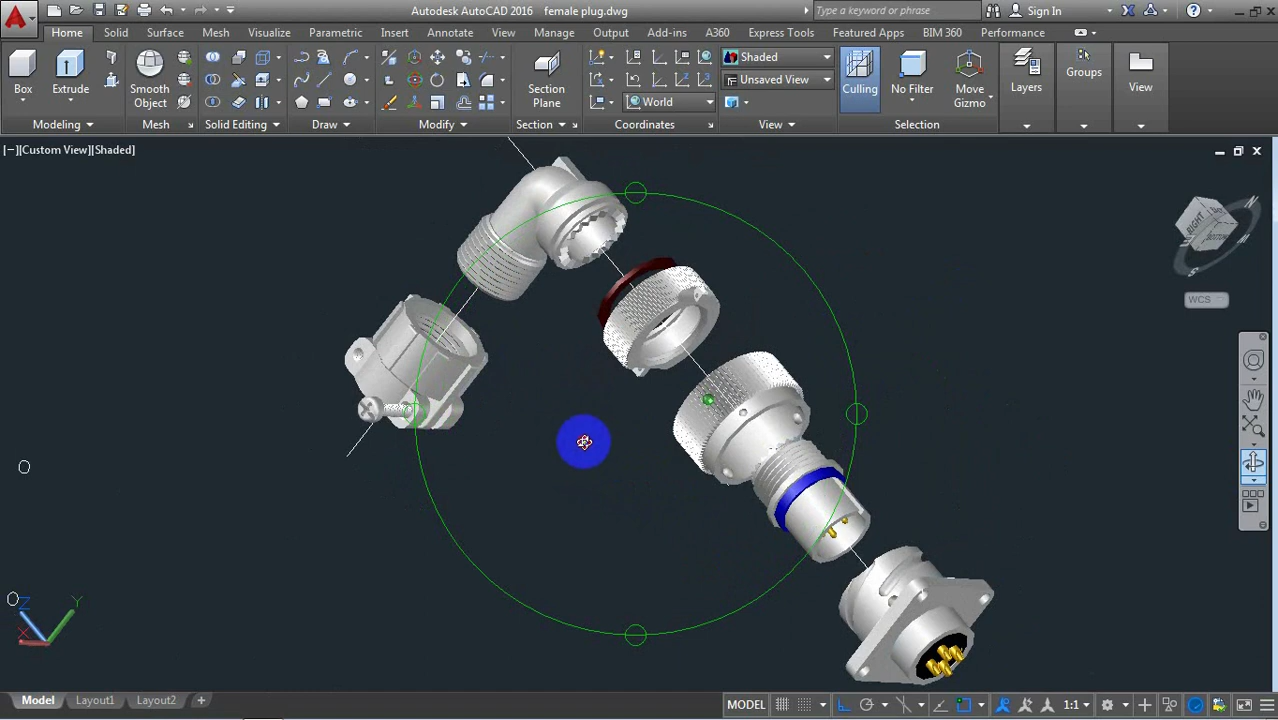 Autodesk AutoCAD 2016 female plug.dwg
Type a keyword or phrase
Sign In
Home Solid Surface Mesh Visualize Parametric Insert Annotate View Manage Output Add-ins A360 Express Tools Featured Apps BIM 360 Performance
Box
Extrude
Smooth
Object
Section
Plane
Shaded
Unsaved View
World
Culling
No Filter
Move
Gizmo
Layers
Groups
View
Modeling
Mesh
Solid Editing
Draw
Modify
Section
Coordinates
View
Selection
[–][Custom View][Shaded]
RIGHT
BOTTOM
S
WCS
Z Y
X
Model Layout1 Layout2 +
MODEL
1:1